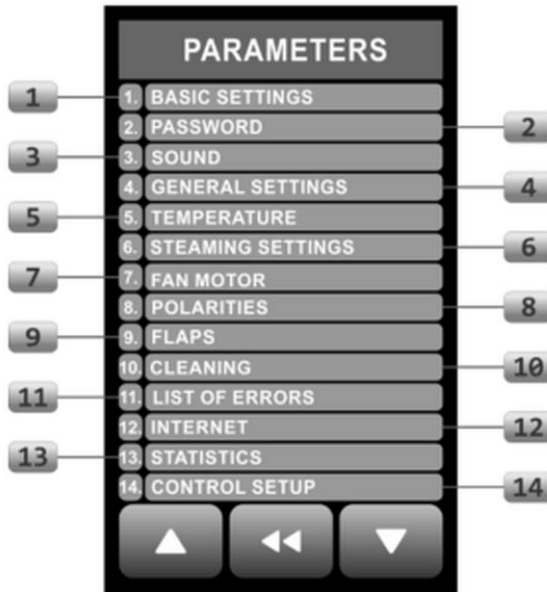 PARAMETERS
1 1. BASIC SETTINGS
2. PASSWORD 2
3 3. SOUND
4. GENERAL SETTINGS 4
5 5. TEMPERATURE
6. STEAMING SETTINGS 6
7 7. FAN MOTOR
8. POLARITIES 8
9 9. FLAPS
10. CLEANING 10
11 11. LIST OF ERRORS
12. INTERNET 12
13 13. STATISTICS
14. CONTROL SETUP 14